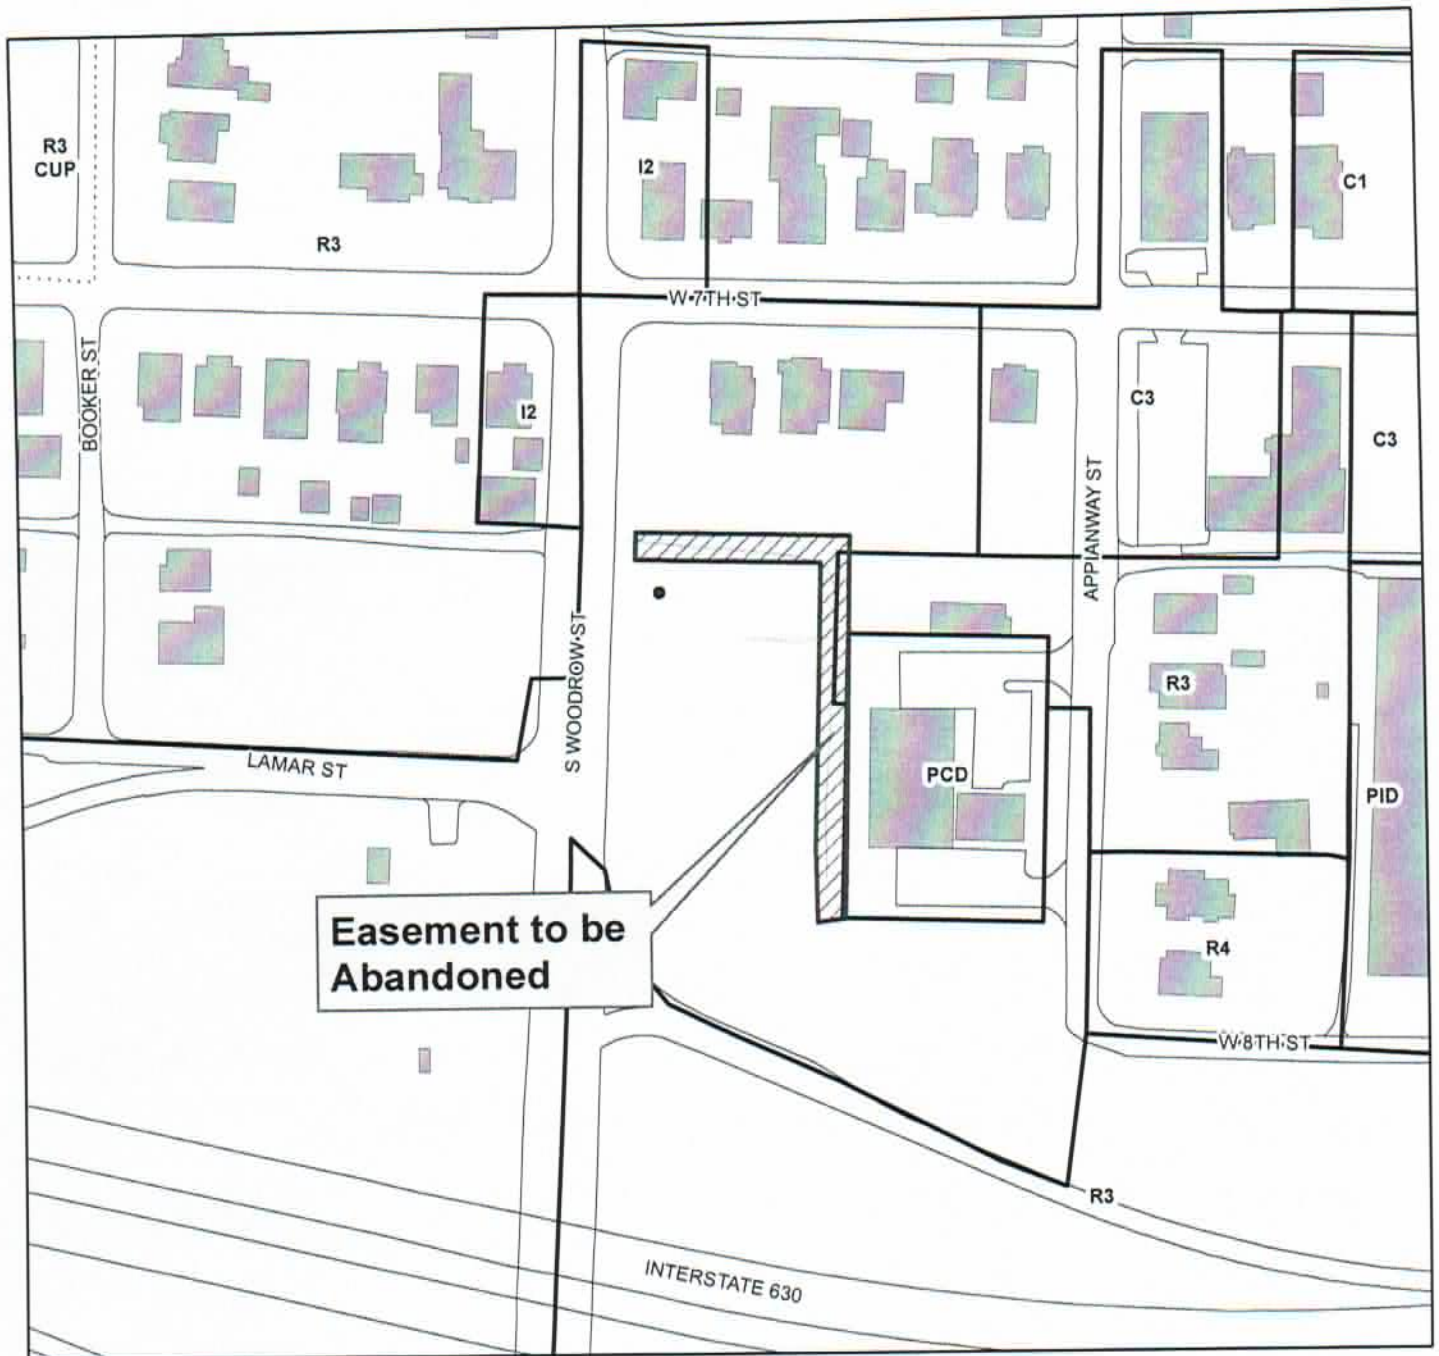 R3
CUP
I2
C1
R3
W 7TH ST
BOOKER ST
I2
C3
C3
APPIANWAY ST
S WOODROW ST
R3
LAMAR ST
PCD
PID
Easement to be
Abandoned
R4
W 8TH ST
R3
INTERSTATE 630